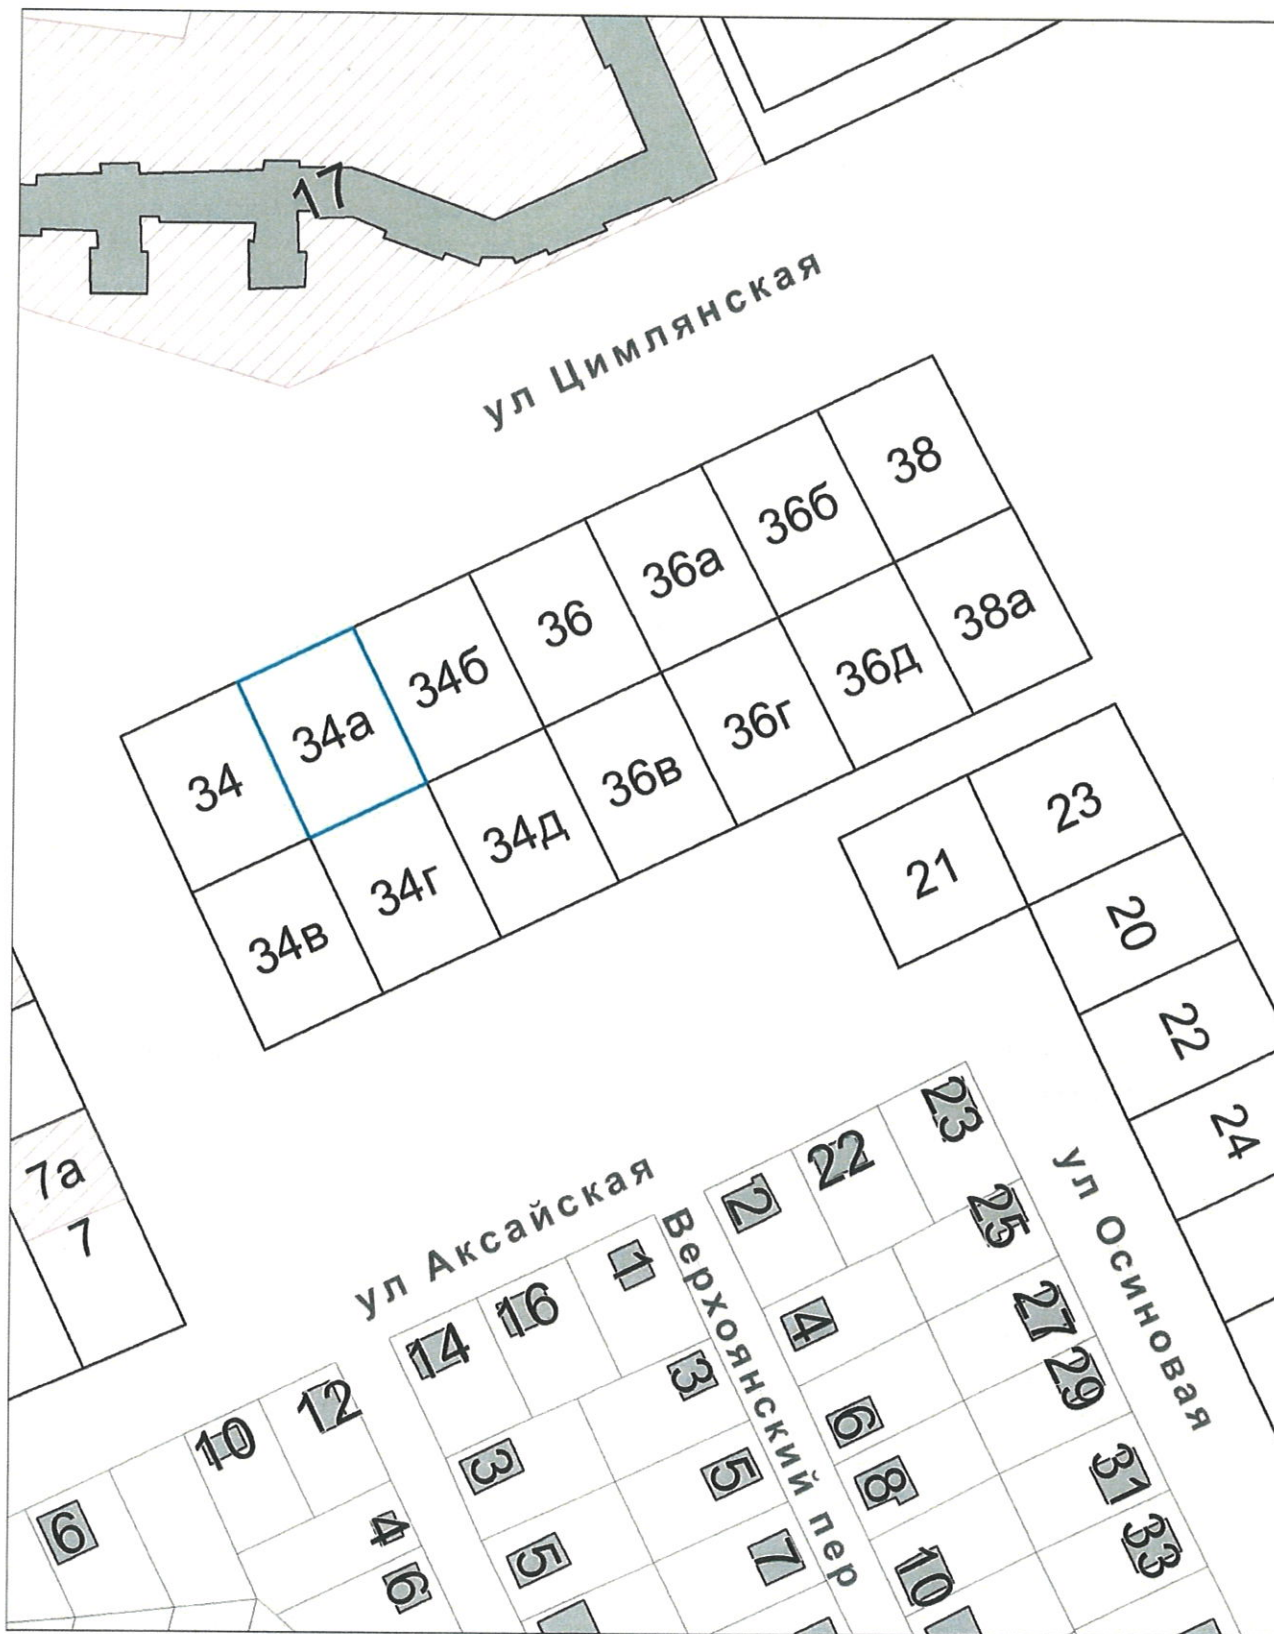 17
ул Цимлянская
38
36б
36а
36
34б
34а
34
38а
36д
36г
36в
34д
34г
34в
23
21
20
22
24
7а
7
ул Аксайская
Верхоянский пер
ул Осиновая
23
22
2
25
1
16
14
4
27
3
29
12
10
6
3
5
8
31
6
4
5
7
10
33
6